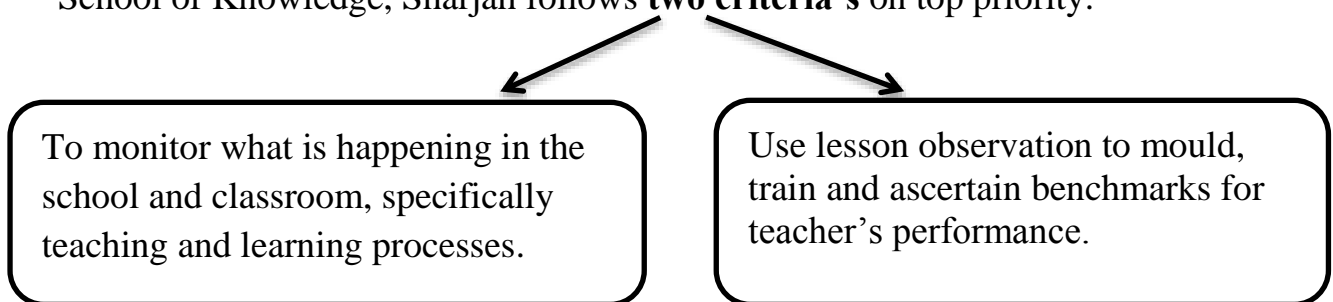 School of Knowledge, Sharjah follows two criteria's on top priority:
To monitor what is happening in the
school and classroom, specifically
teaching and learning processes.
Use lesson observation to mould,
train and ascertain benchmarks for
teacher's performance.